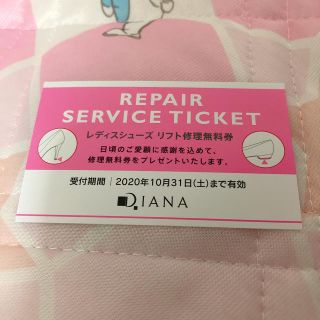 REPAIR
SERVICE TICKET
レディスシューズ リフト修理無料券
日頃のご愛顧に感謝を込めて、
修理無料券をプレゼントいたします。
受付期間｜2020年10月31日(土)まで有効
DIANA